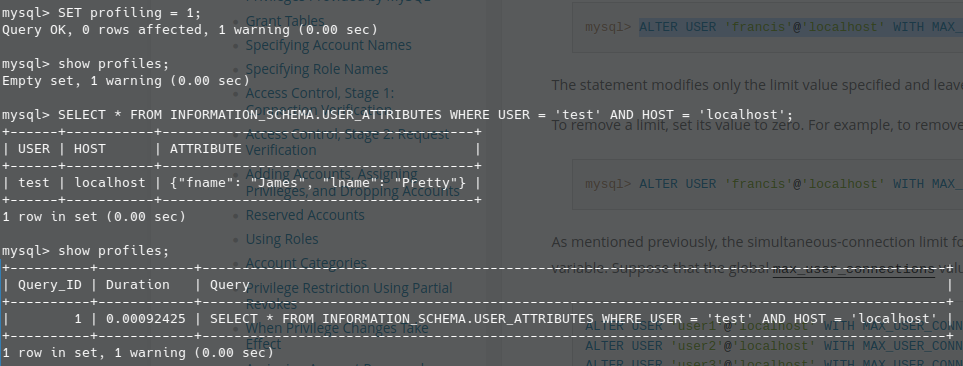 mysql> SET profiling = 1;
Query OK, 0 rows affected, 1 warning (0.00 sec)
mysql> show profiles;
Empty set, 1 warning (0.00 sec)
mysql> SELECT * FROM INFORMATION_SCHEMA.USER_ATTRIBUTES WHERE USER = 'test' AND HOST = 'localhost';
+------+-----------+---------------------------------------+
| USER | HOST      | ATTRIBUTE                             |
+------+-----------+---------------------------------------+
| test | localhost | {"fname": "James", "lname": "Pretty"} |
+------+-----------+---------------------------------------+
1 row in set (0.00 sec)
mysql> show profiles;
| Query_ID | Duration   | Query |
| 1 | 0.00092425 | SELECT * FROM INFORMATION_SCHEMA.USER_ATTRIBUTES WHERE USER = 'test' AND HOST = 'localhost' |
1 row in set, 1 warning (0.00 sec)
Grant Tables
Specifying Account Names
Specifying Role Names
Access Control, Stage 1:
Connection Verification
Access Control, Stage 2: Request
Verification
Adding Accounts, Assigning
Privileges, and Dropping Accounts
Reserved Accounts
Using Roles
Account Categories
Privilege Restriction Using Partial
Revokes
When Privilege Changes Take
Effect
mysql> ALTER USER 'francis'@'localhost' WITH MAX_
The statement modifies only the limit value specified and leave
To remove a limit, set its value to zero. For example, to remove
mysql> ALTER USER 'francis'@'localhost' WITH MAX_
As mentioned previously, the simultaneous-connection limit fo
variable. Suppose that the global max_user_connections valu
ALTER USER 'user1'@'localhost' WITH MAX_USER_CONN
ALTER USER 'user2'@'localhost' WITH MAX_USER_CONN
ALTER USER 'user3'@'localhost' WITH MAX_USER_CONN